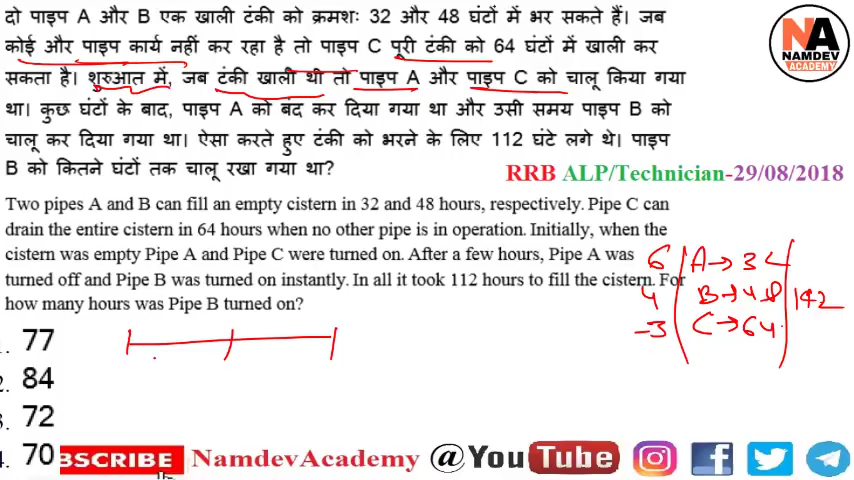 दो पाइप A और B एक खाली टंकी को क्रमशः 32 और 48 घंटों में भर सकते हैं। जब
कोई और पाइप कार्य नहीं कर रहा है तो पाइप C पूरी टंकी को 64 घंटों में खाली कर
सकता है। शुरुआत में, जब टंकी खाली थी तो पाइप A और पाइप C को चालू किया गया
था। कुछ घंटों के बाद, पाइप A को बंद कर दिया गया था और उसी समय पाइप B को
चालू कर दिया गया था। ऐसा करते हुए टंकी को भरने के लिए 112 घंटे लगे थे। पाइप
B को कितने घंटों तक चालू रखा गया था?
NA
NAMDEV
ACADEMY
RRB ALP/Technician-29/08/2018
Two pipes A and B can fill an empty cistern in 32 and 48 hours, respectively. Pipe C can
drain the entire cistern in 64 hours when no other pipe is in operation. Initially, when the
cistern was empty Pipe A and Pipe C were turned on. After a few hours, Pipe A was
turned off and Pipe B was turned on instantly. In all it took 112 hours to fill the cistern. For
how many hours was Pipe B turned on?
6 A→
4 B→48 192
-3 C→64
77
2. 84
3. 72
4. 70
BSCRIBE NamdevAcademy @YouTube